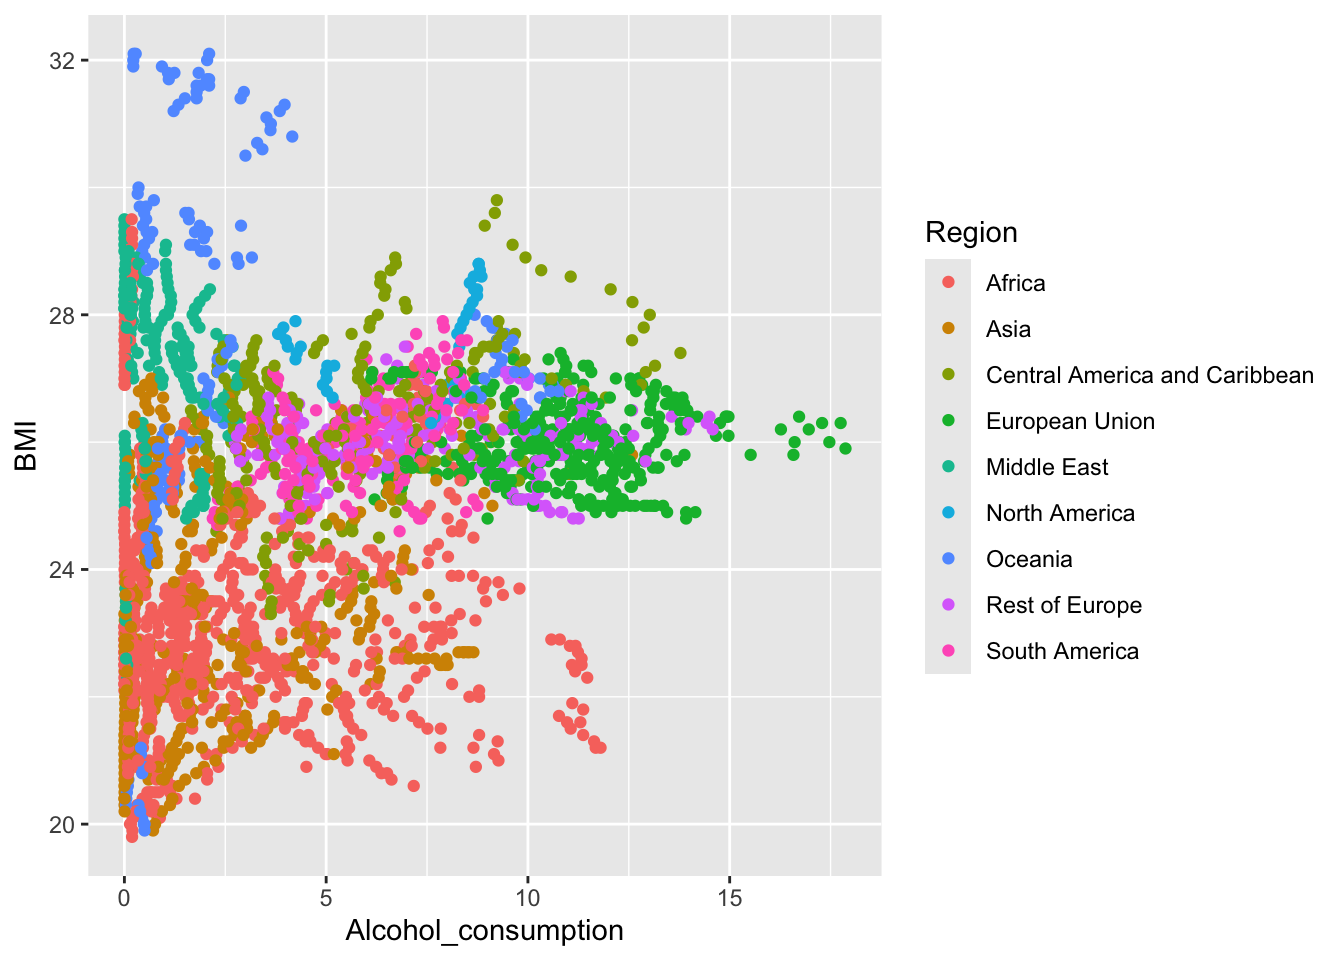 BMI
32
28
24
20
0
5
10
15
Alcohol_consumption
Region
Africa
Asia
Central America and Caribbean
European Union
Middle East
North America
Oceania
Rest of Europe
South America